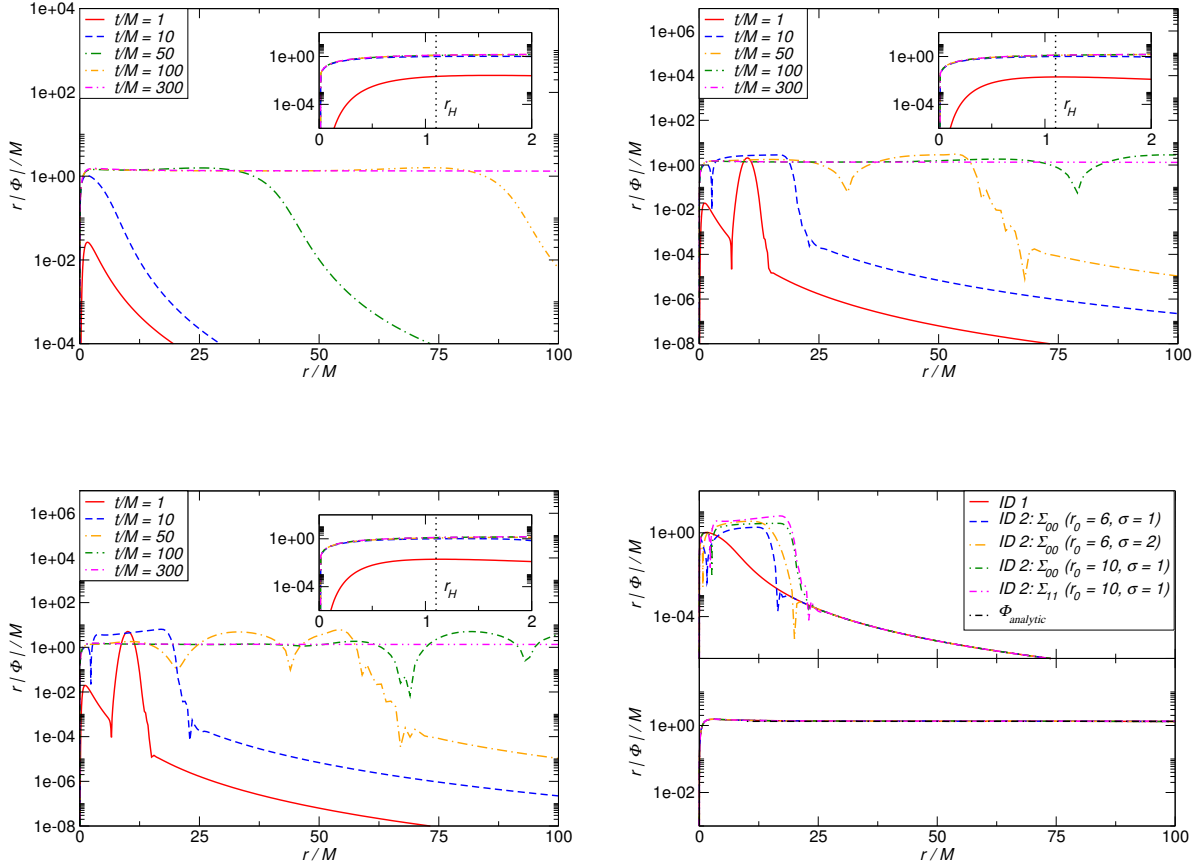 1e+04
1e+02
1e+00
1e-02
1e-04
r | Φ | / M
t/M = 1
t/M = 10
t/M = 50
t/M = 100
t/M = 300
1e+00
1e-04
r_H
0 1 2
0 25 50 75 100
r / M
1e+06
1e+04
1e+02
1e+00
1e-02
1e-04
1e-06
1e-08
r | Φ | / M
t/M = 1
t/M = 10
t/M = 50
t/M = 100
t/M = 300
1e+00
1e-04
r_H
0 1 2
0 25 50 75 100
r / M
1e+06
1e+04
1e+02
1e+00
1e-02
1e-04
1e-06
1e-08
r | Φ | / M
t/M = 1
t/M = 10
t/M = 50
t/M = 100
t/M = 300
1e+00
1e-04
r_H
0 1 2
0 25 50 75 100
r / M
1e+00
1e-04
r | Φ | / M
ID 1
ID 2: Σ₀₀ (r₀ = 6, σ = 1)
ID 2: Σ₀₀ (r₀ = 6, σ = 2)
ID 2: Σ₀₀ (r₀ = 10, σ = 1)
ID 2: Σ₁₁ (r₀ = 10, σ = 1)
Φ_analytic
1e+00
1e-02
r | Φ | / M
0 25 50 75 100
r / M